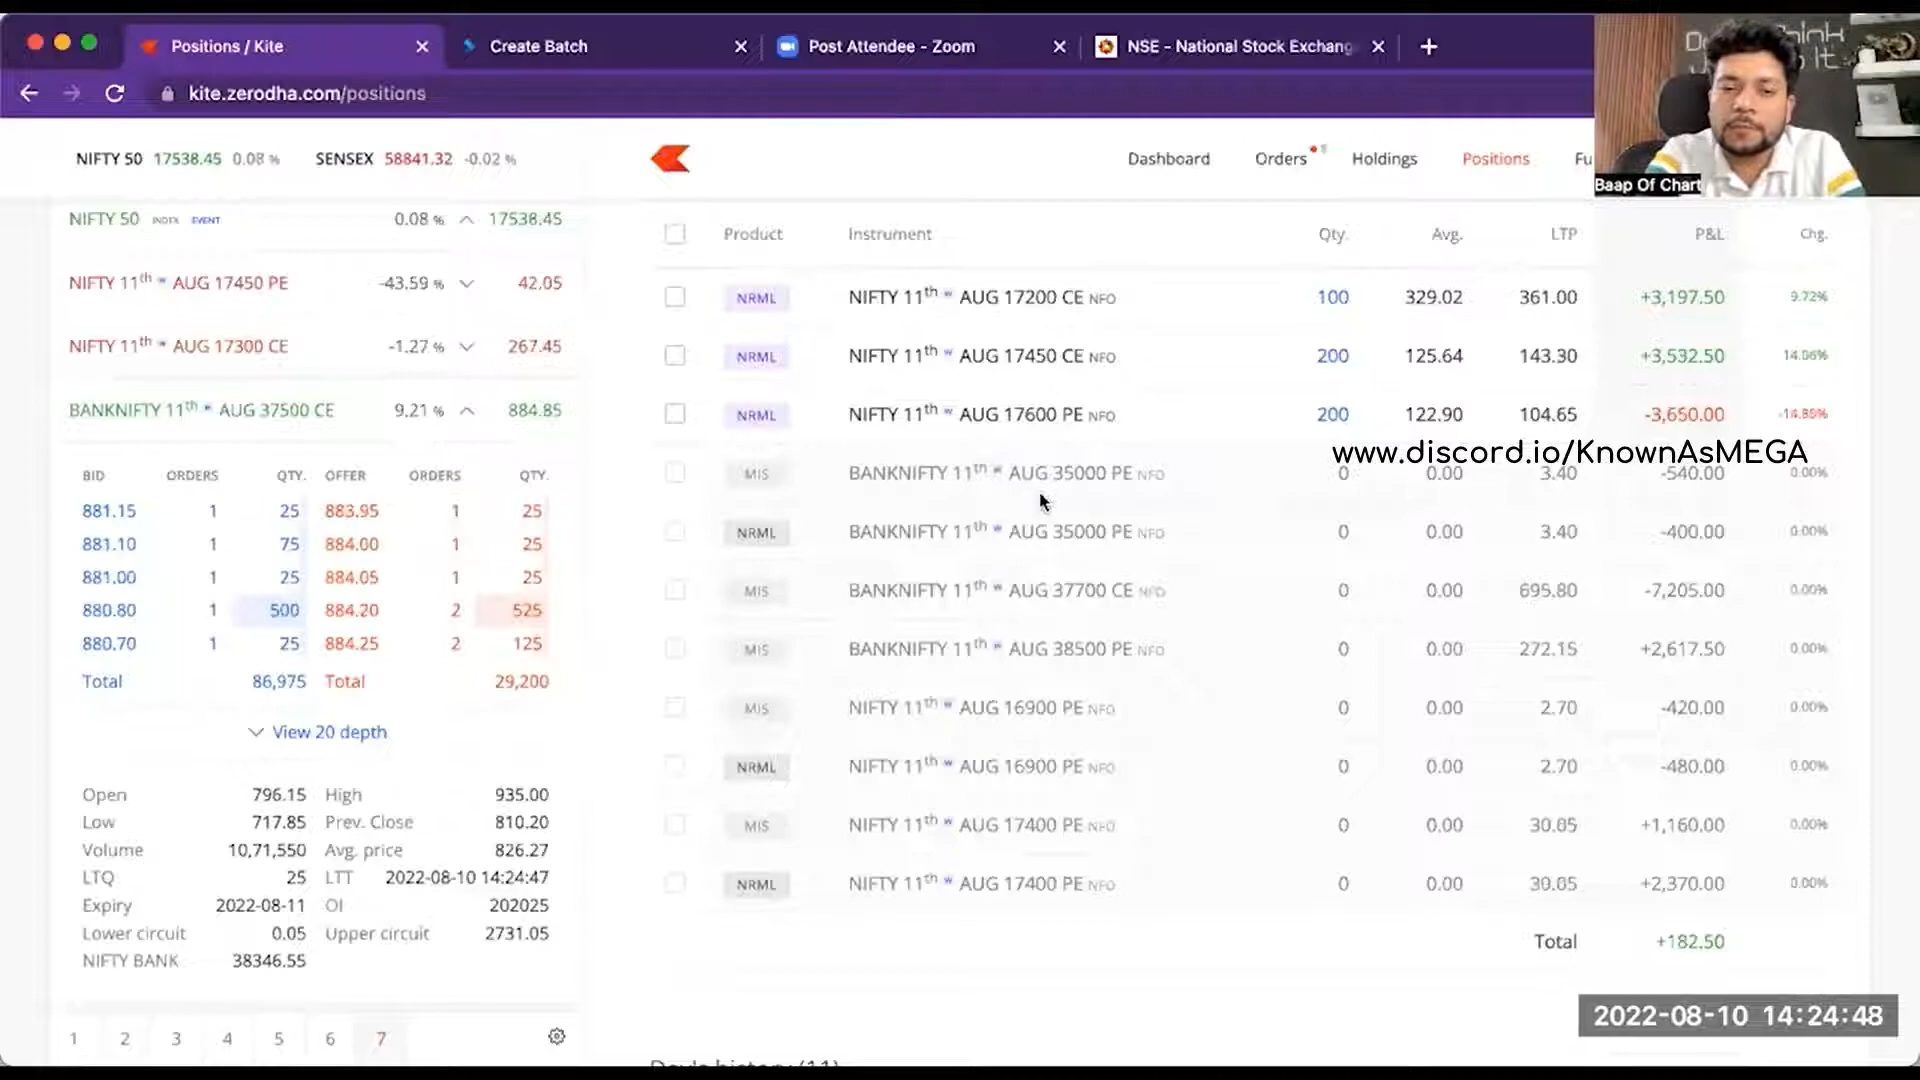 Positions / Kite
Create Batch
Post Attendee - Zoom
NSE - National Stock Exchang
kite.zerodha.com/positions
Baap Of Chart
NIFTY 50 17538.45 0.08 % SENSEX 58841.32 -0.02 %
Dashboard Orders Holdings Positions Fu
NIFTY 50 INDEX EVENT 0.08 % 17538.45
NIFTY 11th w AUG 17450 PE -43.59 % 42.05
NIFTY 11th w AUG 17300 CE -1.27 % 267.45
BANKNIFTY 11th w AUG 37500 CE 9.21 % 884.85
BID ORDERS QTY. OFFER ORDERS QTY.
881.15 1 25 883.95 1 25
881.10 1 75 884.00 1 25
881.00 1 25 884.05 1 25
880.80 1 500 884.20 2 525
880.70 1 25 884.25 2 125
Total 86,975 Total 29,200
View 20 depth
Open 796.15 High 935.00
Low 717.85 Prev. Close 810.20
Volume 10,71,550 Avg. price 826.27
LTQ 25 LTT 2022-08-10 14:24:47
Expiry 2022-08-11 OI 202025
Lower circuit 0.05 Upper circuit 2731.05
NIFTY BANK 38346.55
1 2 3 4 5 6 7
Product Instrument Qty. Avg. LTP P&L Chg.
NRML NIFTY 11th w AUG 17200 CE NFO 100 329.02 361.00 +3,197.50 9.72%
NRML NIFTY 11th w AUG 17450 CE NFO 200 125.64 143.30 +3,532.50 14.06%
NRML NIFTY 11th w AUG 17600 PE NFO 200 122.90 104.65 -3,650.00 -14.85%
www.discord.io/KnownAsMEGA
MIS BANKNIFTY 11th w AUG 35000 PE NFO 0 0.00 3.40 -540.00 0.00%
NRML BANKNIFTY 11th w AUG 35000 PE NFO 0 0.00 3.40 -400.00 0.00%
MIS BANKNIFTY 11th w AUG 37700 CE NFO 0 0.00 695.80 -7,205.00 0.00%
MIS BANKNIFTY 11th w AUG 38500 PE NFO 0 0.00 272.15 +2,617.50 0.00%
MIS NIFTY 11th w AUG 16900 PE NFO 0 0.00 2.70 -420.00 0.00%
NRML NIFTY 11th w AUG 16900 PE NFO 0 0.00 2.70 -480.00 0.00%
MIS NIFTY 11th w AUG 17400 PE NFO 0 0.00 30.05 +1,160.00 0.00%
NRML NIFTY 11th w AUG 17400 PE NFO 0 0.00 30.05 +2,370.00 0.00%
Total +182.50
2022-08-10 14:24:48